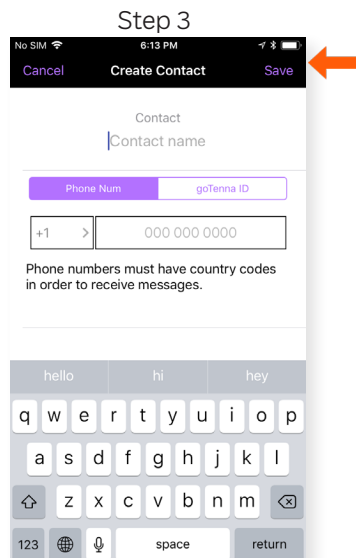 Step 3
No SIM 6:13 PM
Cancel Create Contact Save
Contact
Contact name
Phone Num goTenna ID
+1 > 000 000 0000
Phone numbers must have country codes
in order to receive messages.
hello hi hey
q w e r t y u i o p
a s d f g h j k l
z x c v b n m
123 space return